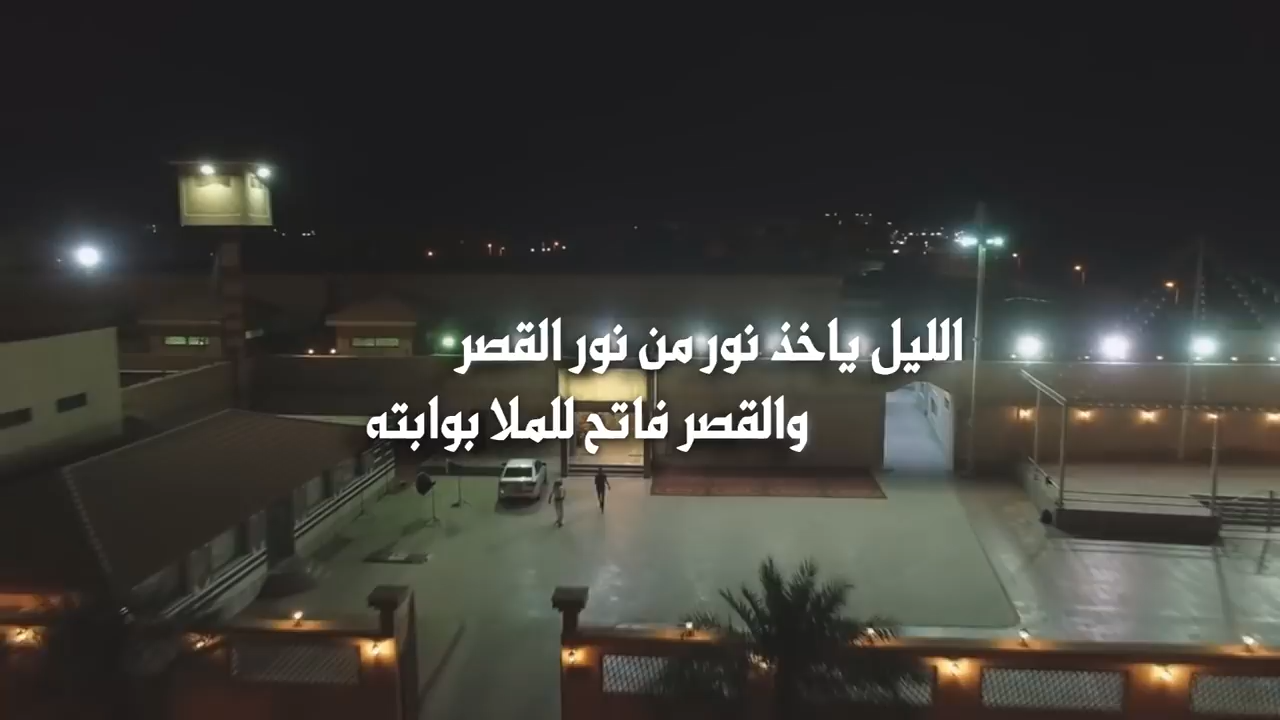 الليل ياخذ نور من نور القصر
والقصر فاتح للملا بوابته